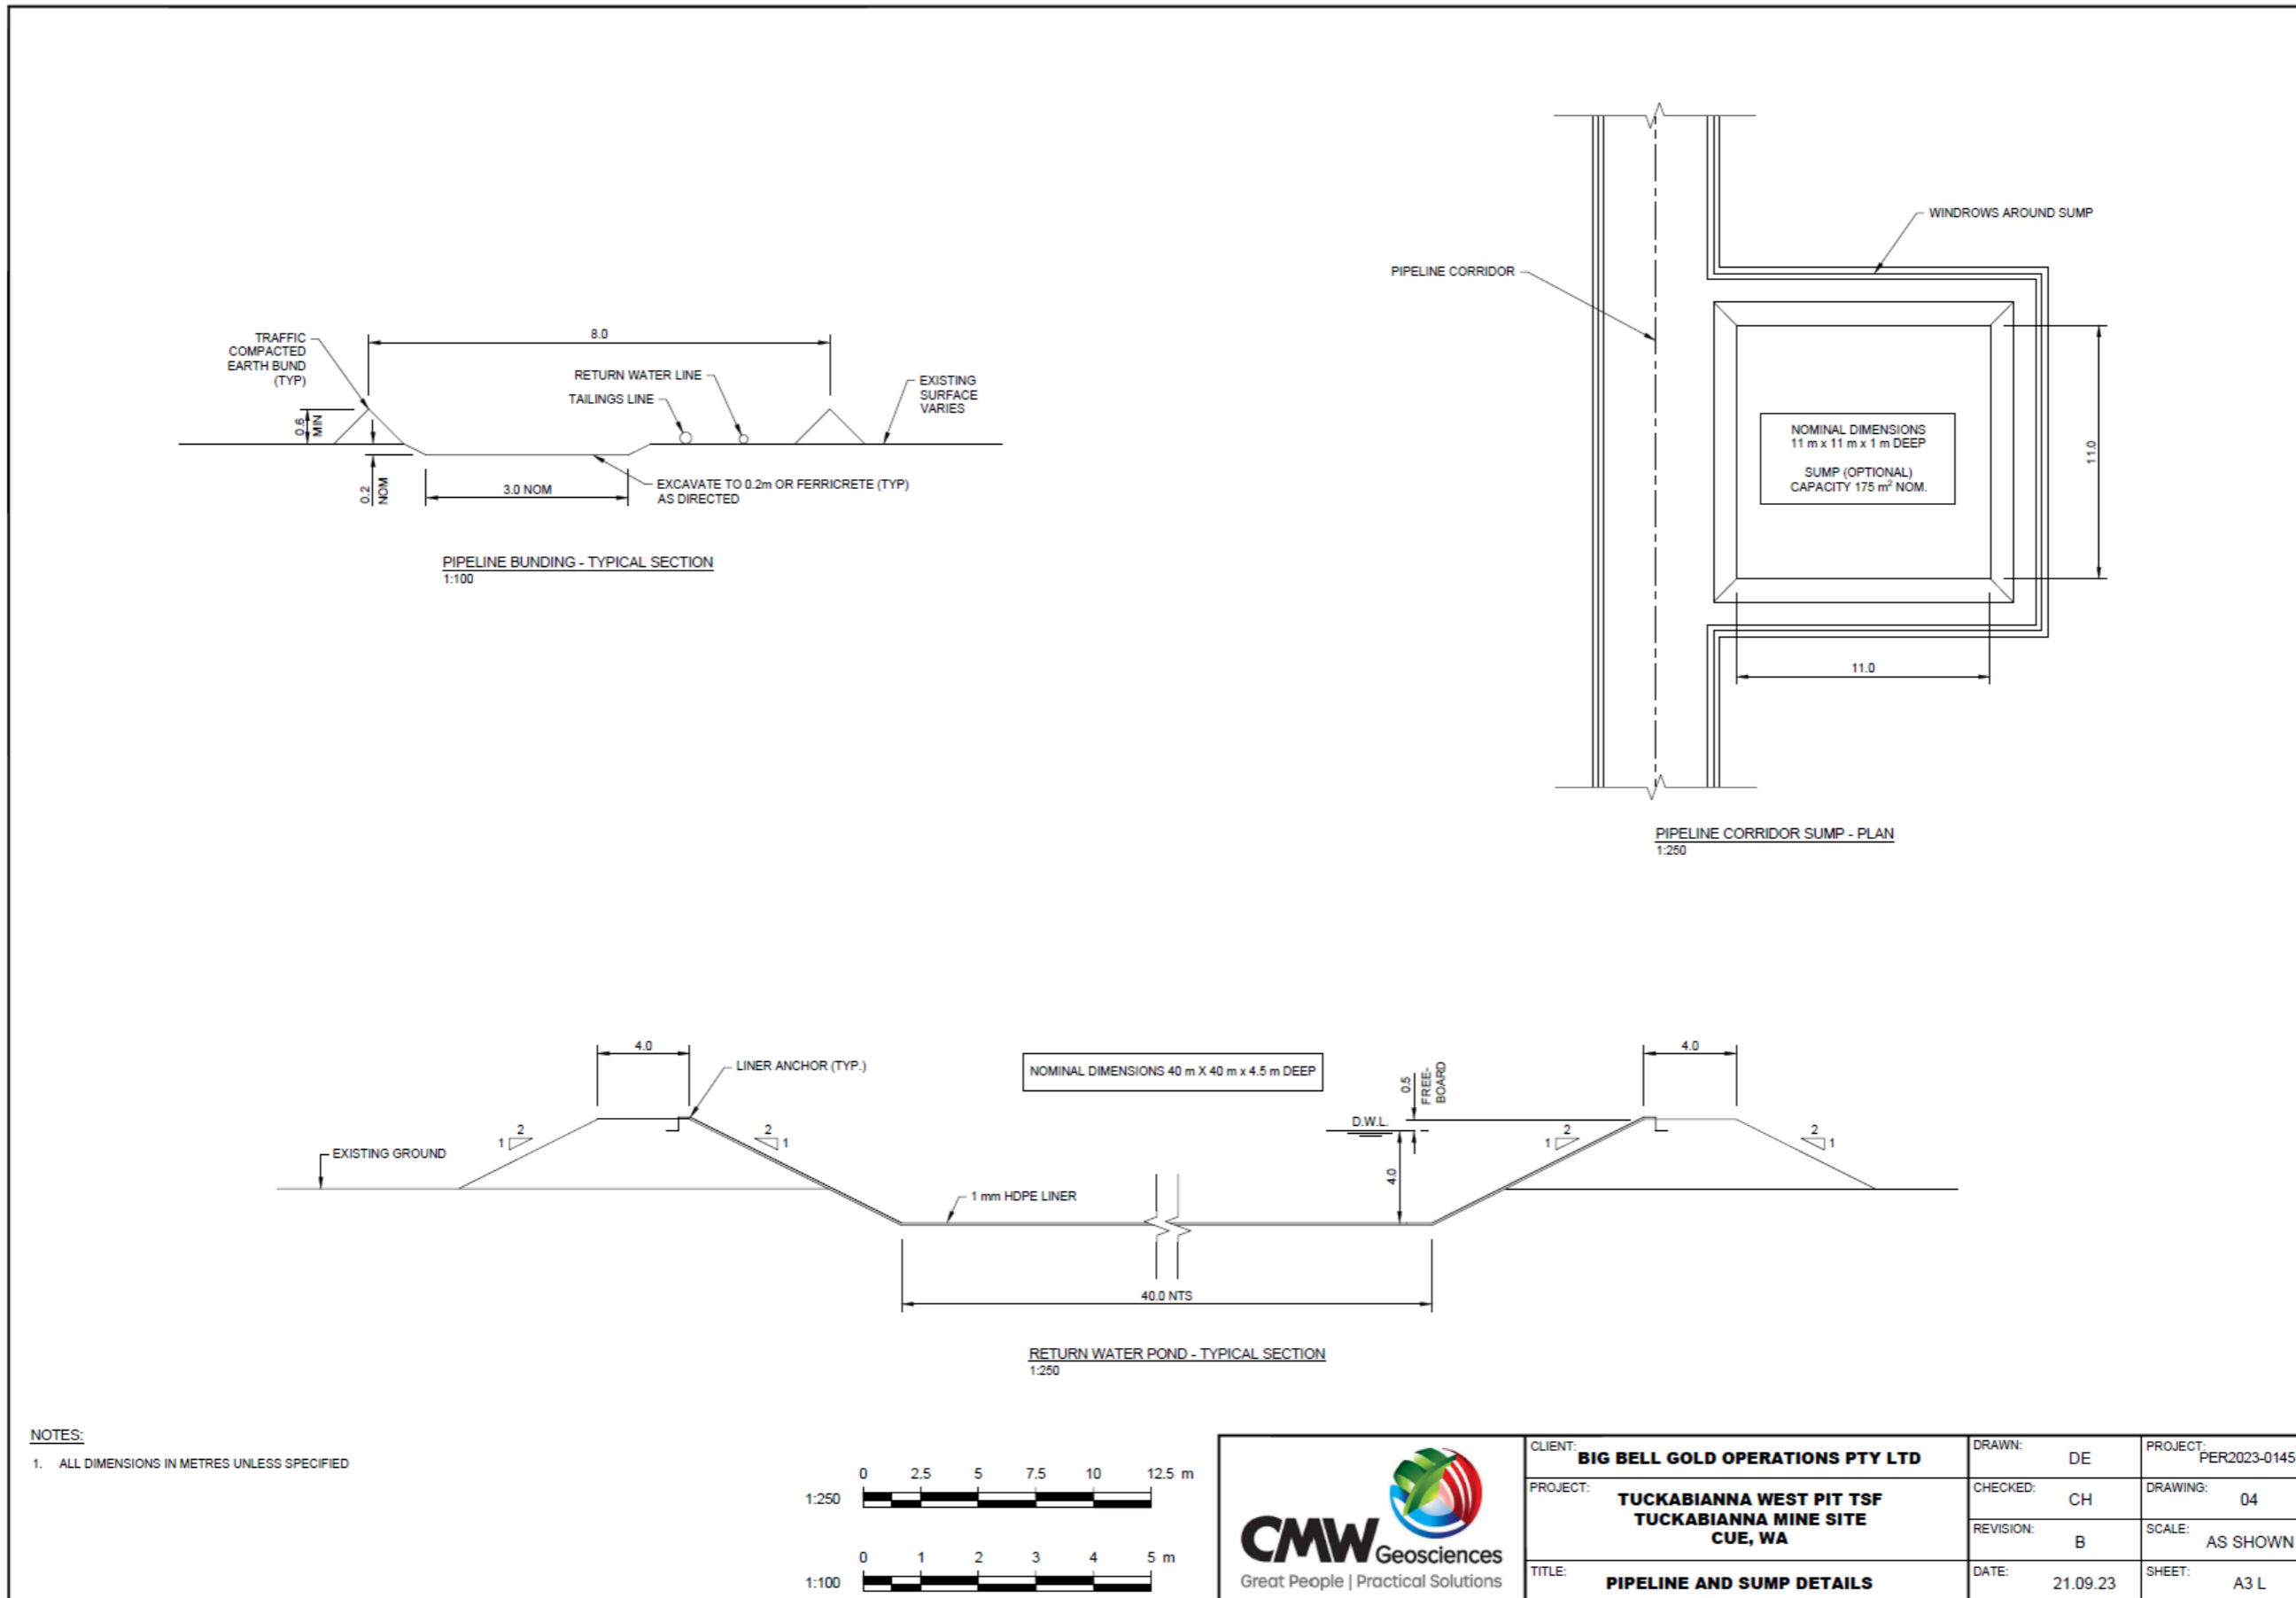 TRAFFIC
COMPACTED
EARTH BUND
(TYP)
8.0
RETURN WATER LINE
TAILINGS LINE
EXISTING
SURFACE
VARIES
0.6
MIN
0.2
NOM
3.0 NOM
EXCAVATE TO 0.2m OR FERRICRETE (TYP)
AS DIRECTED
PIPELINE BUNDING - TYPICAL SECTION
1:100
WINDROWS AROUND SUMP
PIPELINE CORRIDOR
NOMINAL DIMENSIONS
11 m x 11 m x 1 m DEEP
SUMP (OPTIONAL)
CAPACITY 175 m² NOM.
11.0
11.0
PIPELINE CORRIDOR SUMP - PLAN
1:250
4.0
LINER ANCHOR (TYP.)
NOMINAL DIMENSIONS 40 m X 40 m x 4.5 m DEEP
0.5
FREE-
BOARD
4.0
D.W.L.
2
1
2
1
2
1
2
1
EXISTING GROUND
4.0
1 mm HDPE LINER
40.0 NTS
RETURN WATER POND - TYPICAL SECTION
1:250
NOTES:
1. ALL DIMENSIONS IN METRES UNLESS SPECIFIED
0 2.5 5 7.5 10 12.5 m
1:250
0 1 2 3 4 5 m
1:100
CMW Geosciences
Great People | Practical Solutions
CLIENT: BIG BELL GOLD OPERATIONS PTY LTD
PROJECT: TUCKABIANNA WEST PIT TSF
TUCKABIANNA MINE SITE
CUE, WA
TITLE: PIPELINE AND SUMP DETAILS
DRAWN: DE
PROJECT: PER2023-0145
CHECKED: CH
DRAWING: 04
REVISION: B
SCALE: AS SHOWN
DATE: 21.09.23
SHEET: A3 L